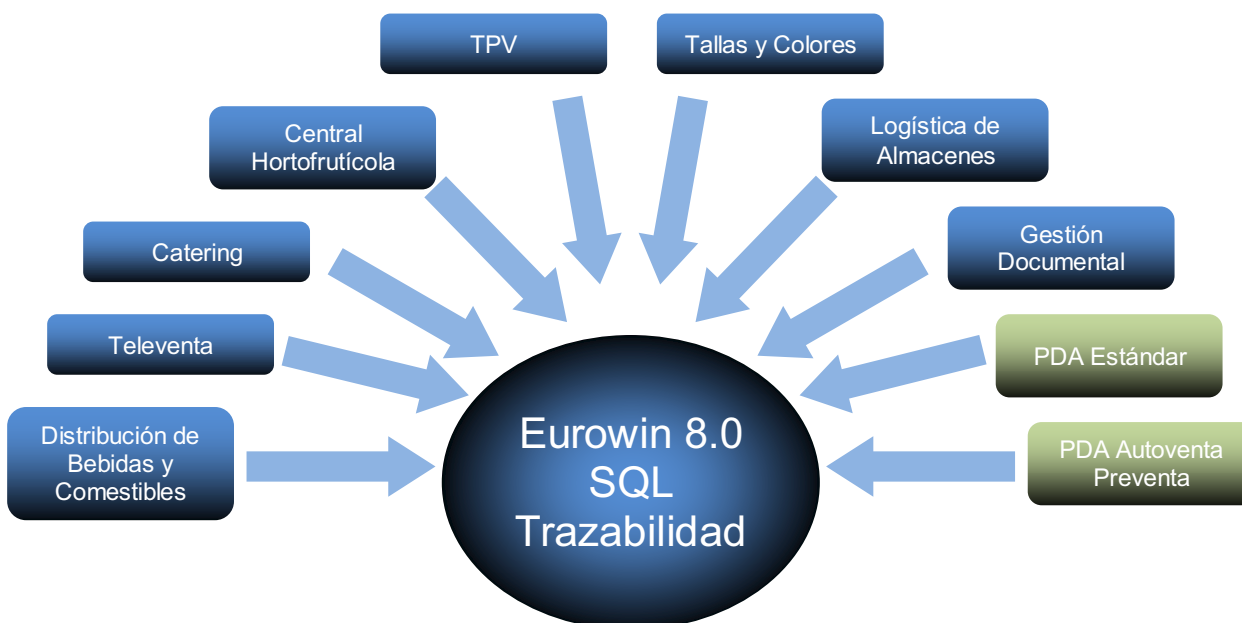 TPV
Tallas y Colores
Central
Hortofrutícola
Logística de
Almacenes
Catering
Gestión
Documental
Televenta
PDA Estándar
Distribución de
Bebidas y
Comestibles
PDA Autoventa
Preventa
Eurowin 8.0
SQL
Trazabilidad